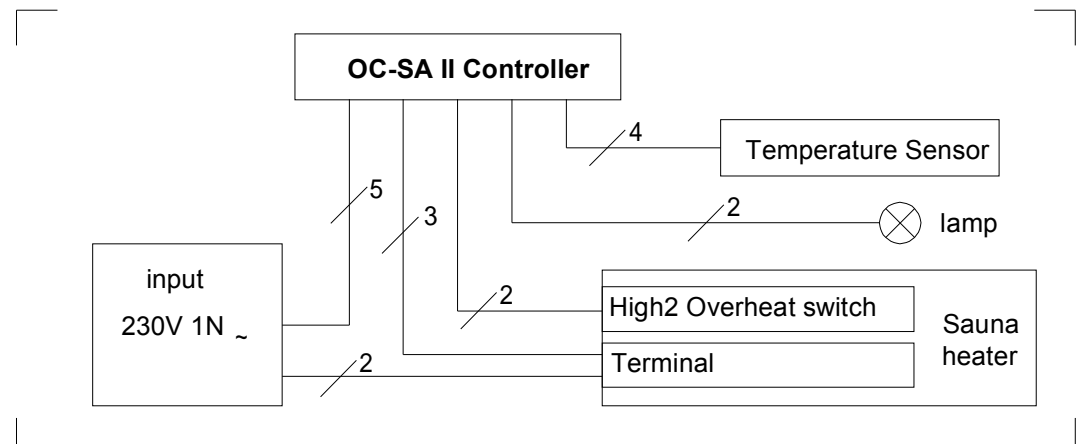 OC-SA II Controller
4
Temperature Sensor
5
3
2
lamp
input
230V 1N ~
2
High2 Overheat switch
Sauna
heater
Terminal
2